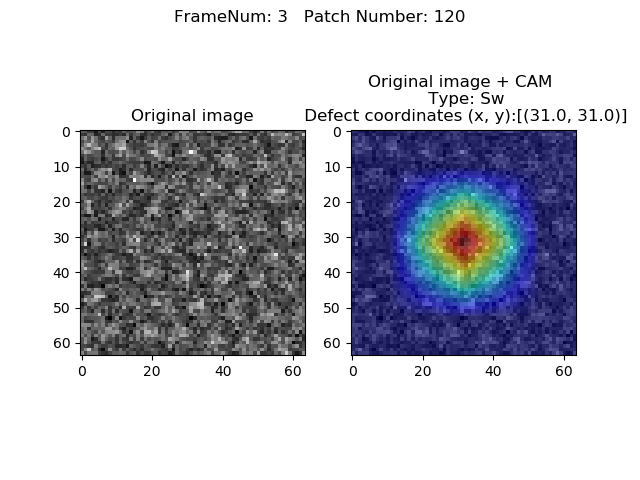 FrameNum: 3   Patch Number: 120
Original image
Original image + CAM
Type: Sw
Defect coordinates (x, y):[(31.0, 31.0)]
0
10
20
30
40
50
60
0 20 40 60
0
10
20
30
40
50
60
0 20 40 60